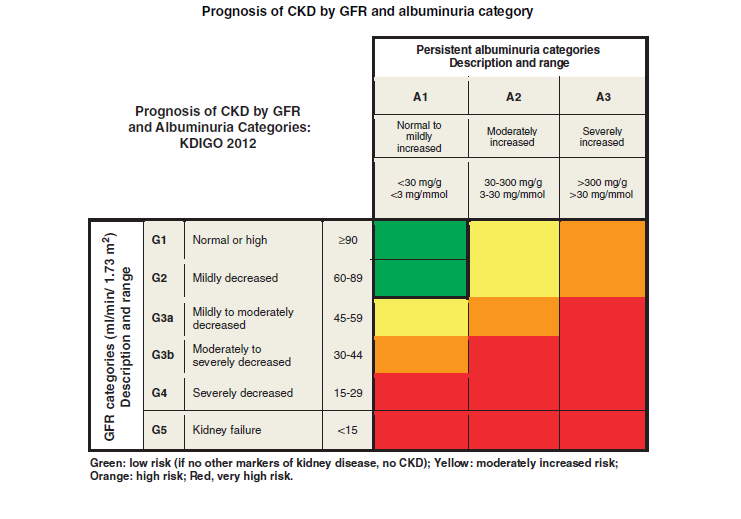 Prognosis of CKD by GFR and albuminuria category
Persistent albuminuria categories
Description and range
Prognosis of CKD by GFR
and Albuminuria Categories:
KDIGO 2012
A1
A2
A3
Normal to
mildly
increased
Moderately
increased
Severely
increased
<30 mg/g
<3 mg/mmol
30-300 mg/g
3-30 mg/mmol
>300 mg/g
>30 mg/mmol
GFR categories (ml/min/ 1.73 m²)
Description and range
G1 Normal or high ≥90
G2 Mildly decreased 60-89
G3a Mildly to moderately
decreased 45-59
G3b Moderately to
severely decreased 30-44
G4 Severely decreased 15-29
G5 Kidney failure <15
Green: low risk (if no other markers of kidney disease, no CKD); Yellow: moderately increased risk;
Orange: high risk; Red, very high risk.